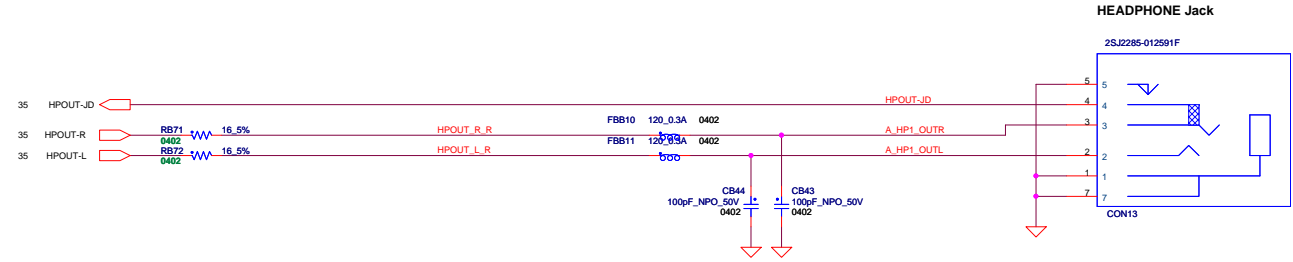 HEADPHONE Jack
2SJ2285-012591F
5 5
35 HPOUT-JD HPOUT-JD 4 4
FBB10 120_0.3A 0402
35 HPOUT-R RB71 16_5% HPOUT_R_R A_HP1_OUTR 3 3
0402
FBB11 120_0.3A 0402
35 HPOUT-L RB72 16_5% HPOUT_L_R A_HP1_OUTL 2 2
0402
1 1
CB44 CB43
100pF_NPO_50V 100pF_NPO_50V 7 7
0402 0402
CON13